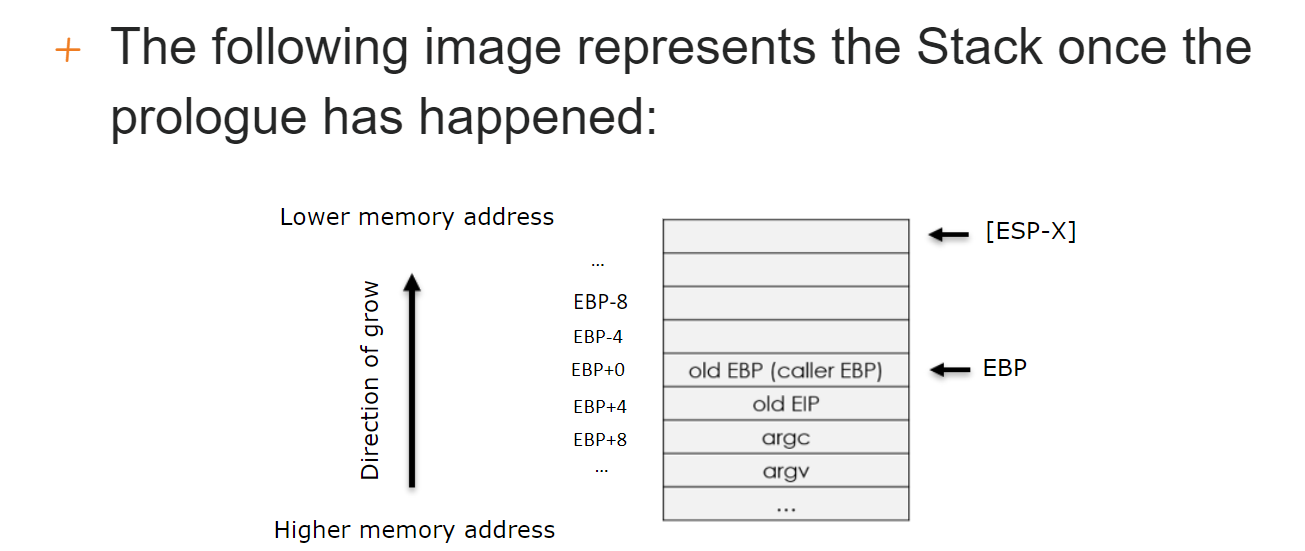 + The following image represents the Stack once the
prologue has happened:
Lower memory address
[ESP-X]
...
EBP-8
EBP-4
EBP+0 old EBP (caller EBP) EBP
EBP+4 old EIP
EBP+8 argc
... argv
...
Direction of grow
Higher memory address